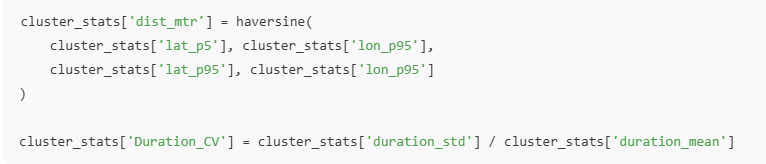 cluster_stats['dist_mtr'] = haversine(
    cluster_stats['lat_p5'], cluster_stats['lon_p95'],
    cluster_stats['lat_p95'], cluster_stats['lon_p95']
)
cluster_stats['Duration_CV'] = cluster_stats['duration_std'] / cluster_stats['duration_mean']